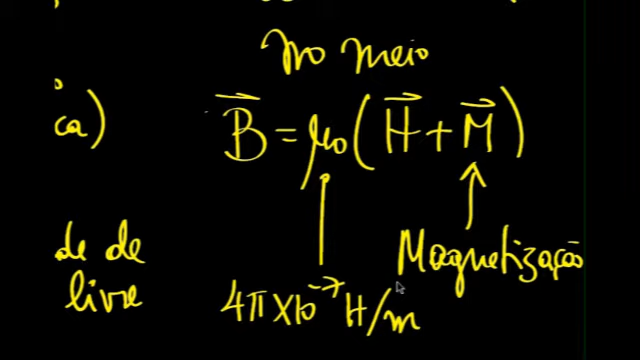 no meio
ca)
B = μ₀ ( H + M )
de de
livre
Magnetização
4π x 10⁻⁷ H/m